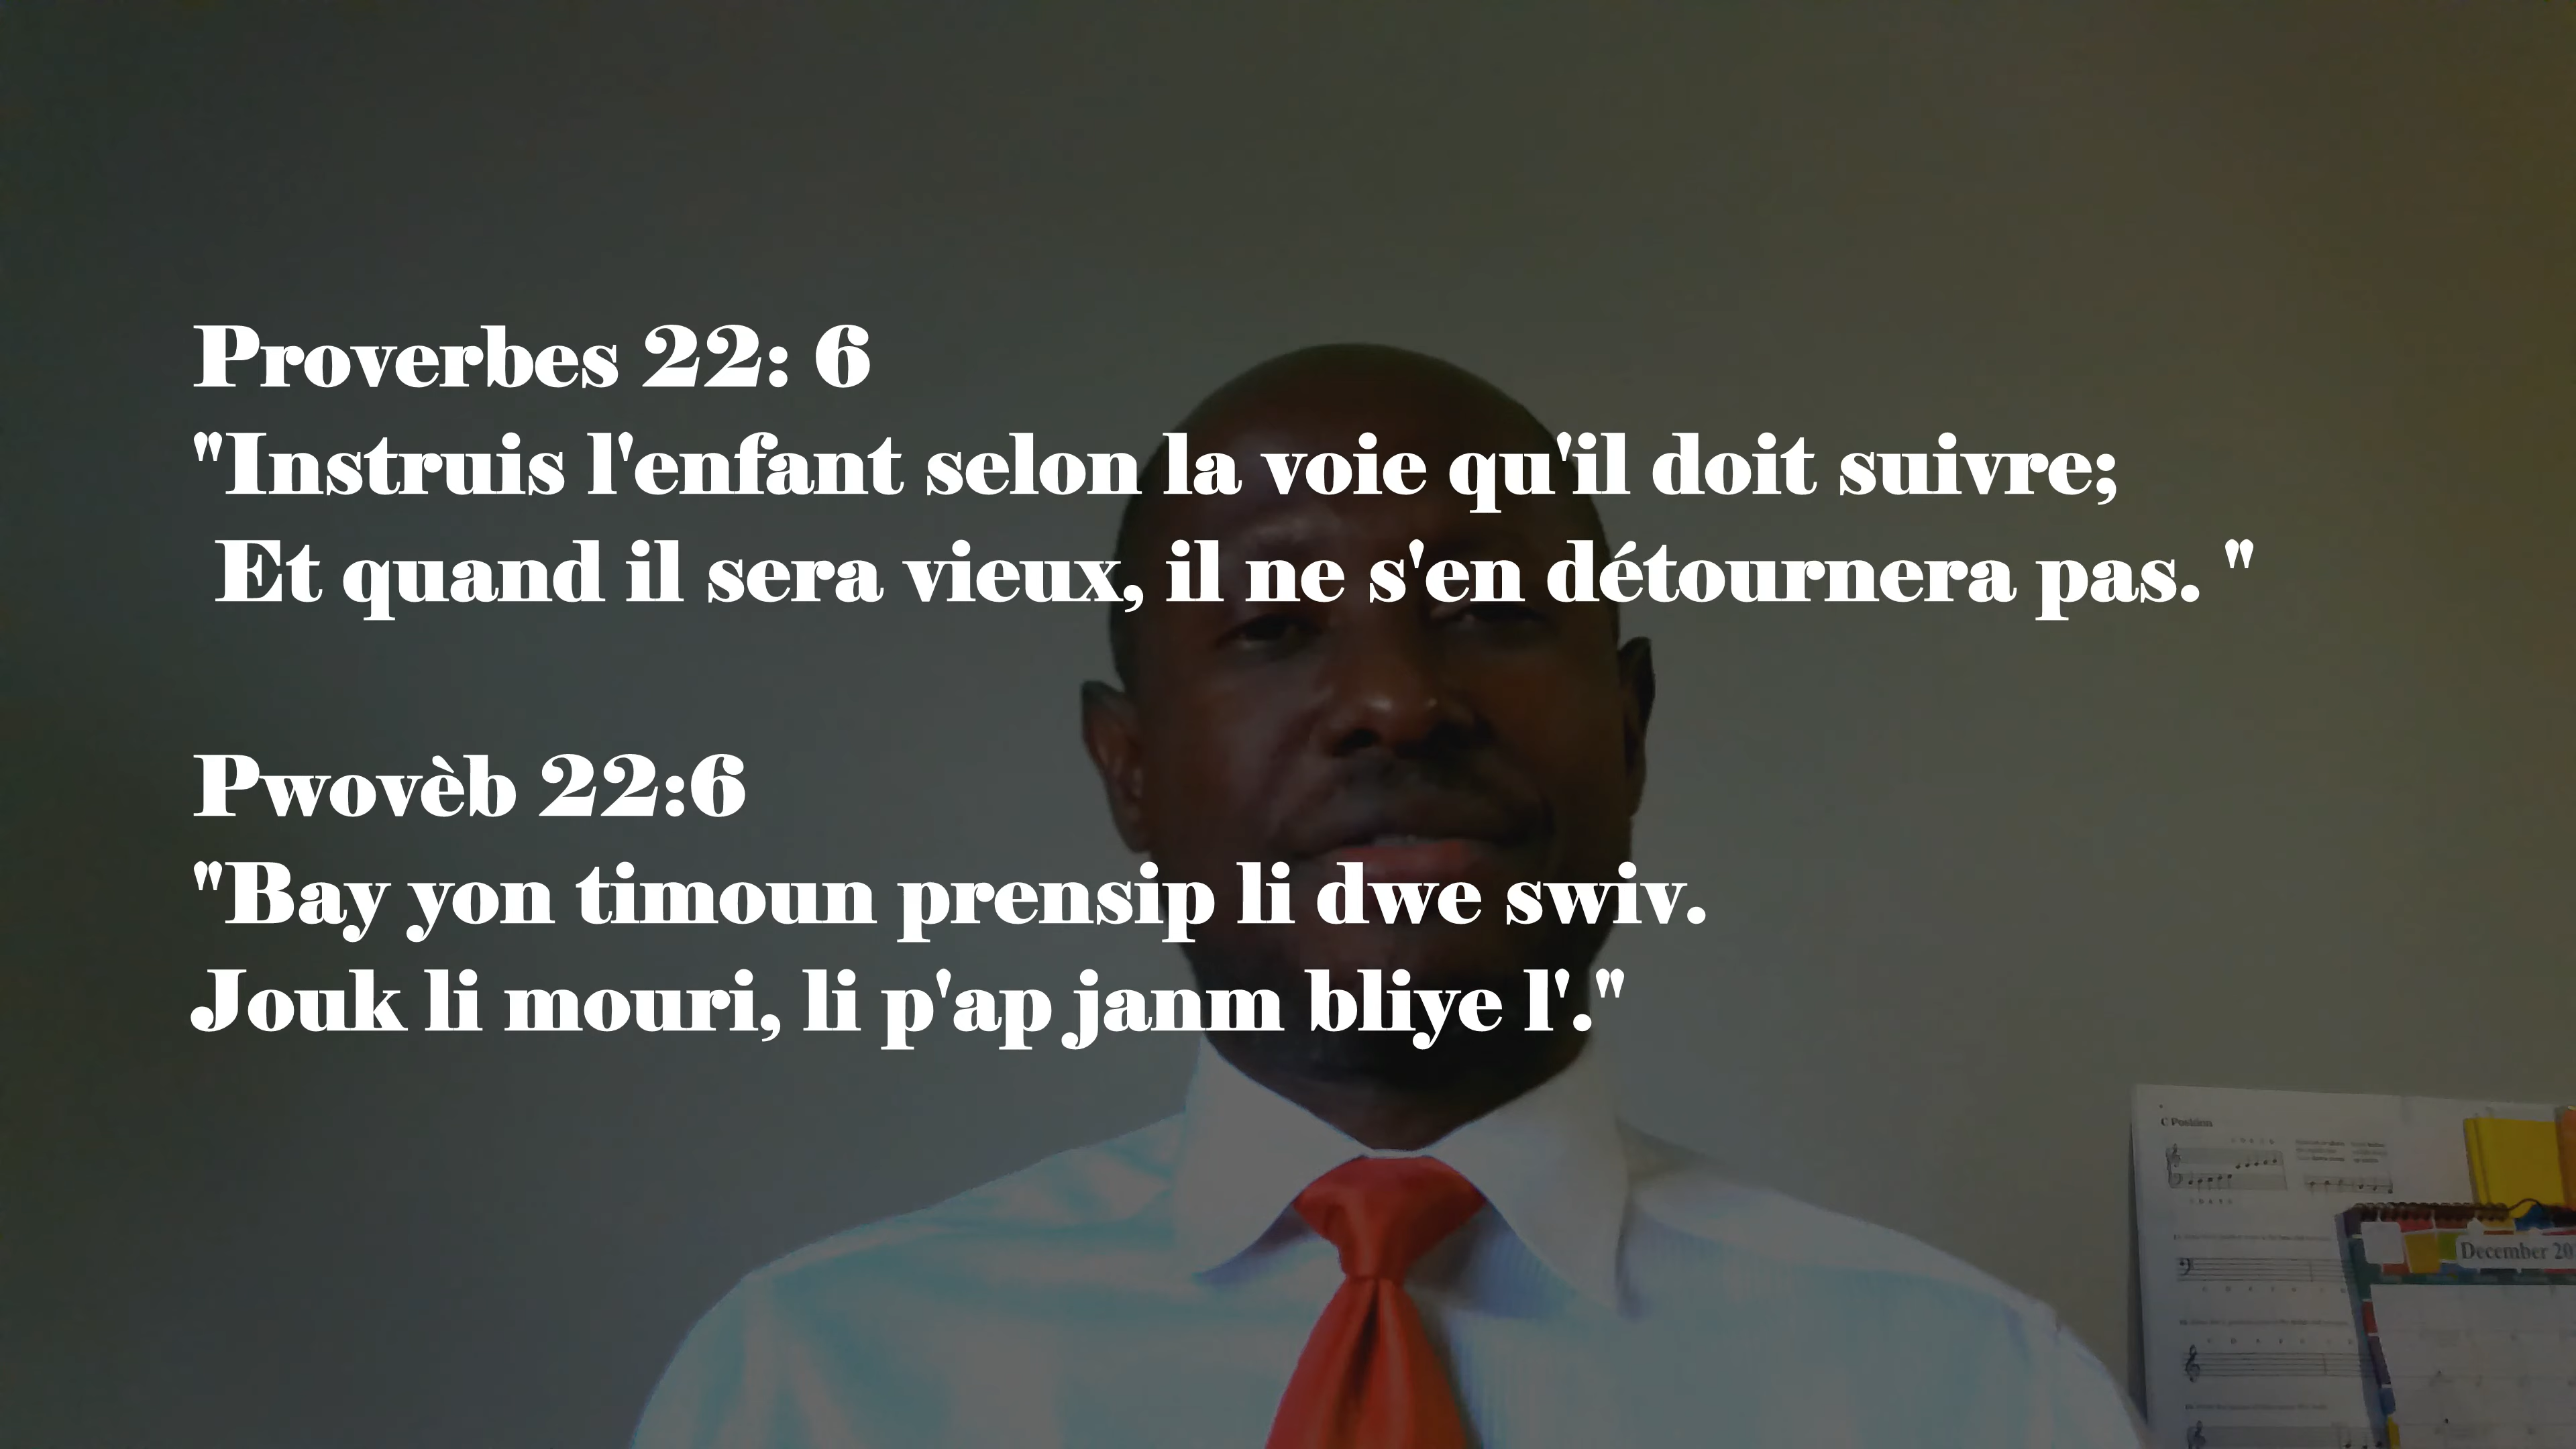 Proverbes 22: 6
"Instruis l'enfant selon la voie qu'il doit suivre;
Et quand il sera vieux, il ne s'en détournera pas. "
Pwovèb 22:6
"Bay yon timoun prensip li dwe swiv.
Jouk li mouri, li p'ap janm bliye l'."
C Position
December 20